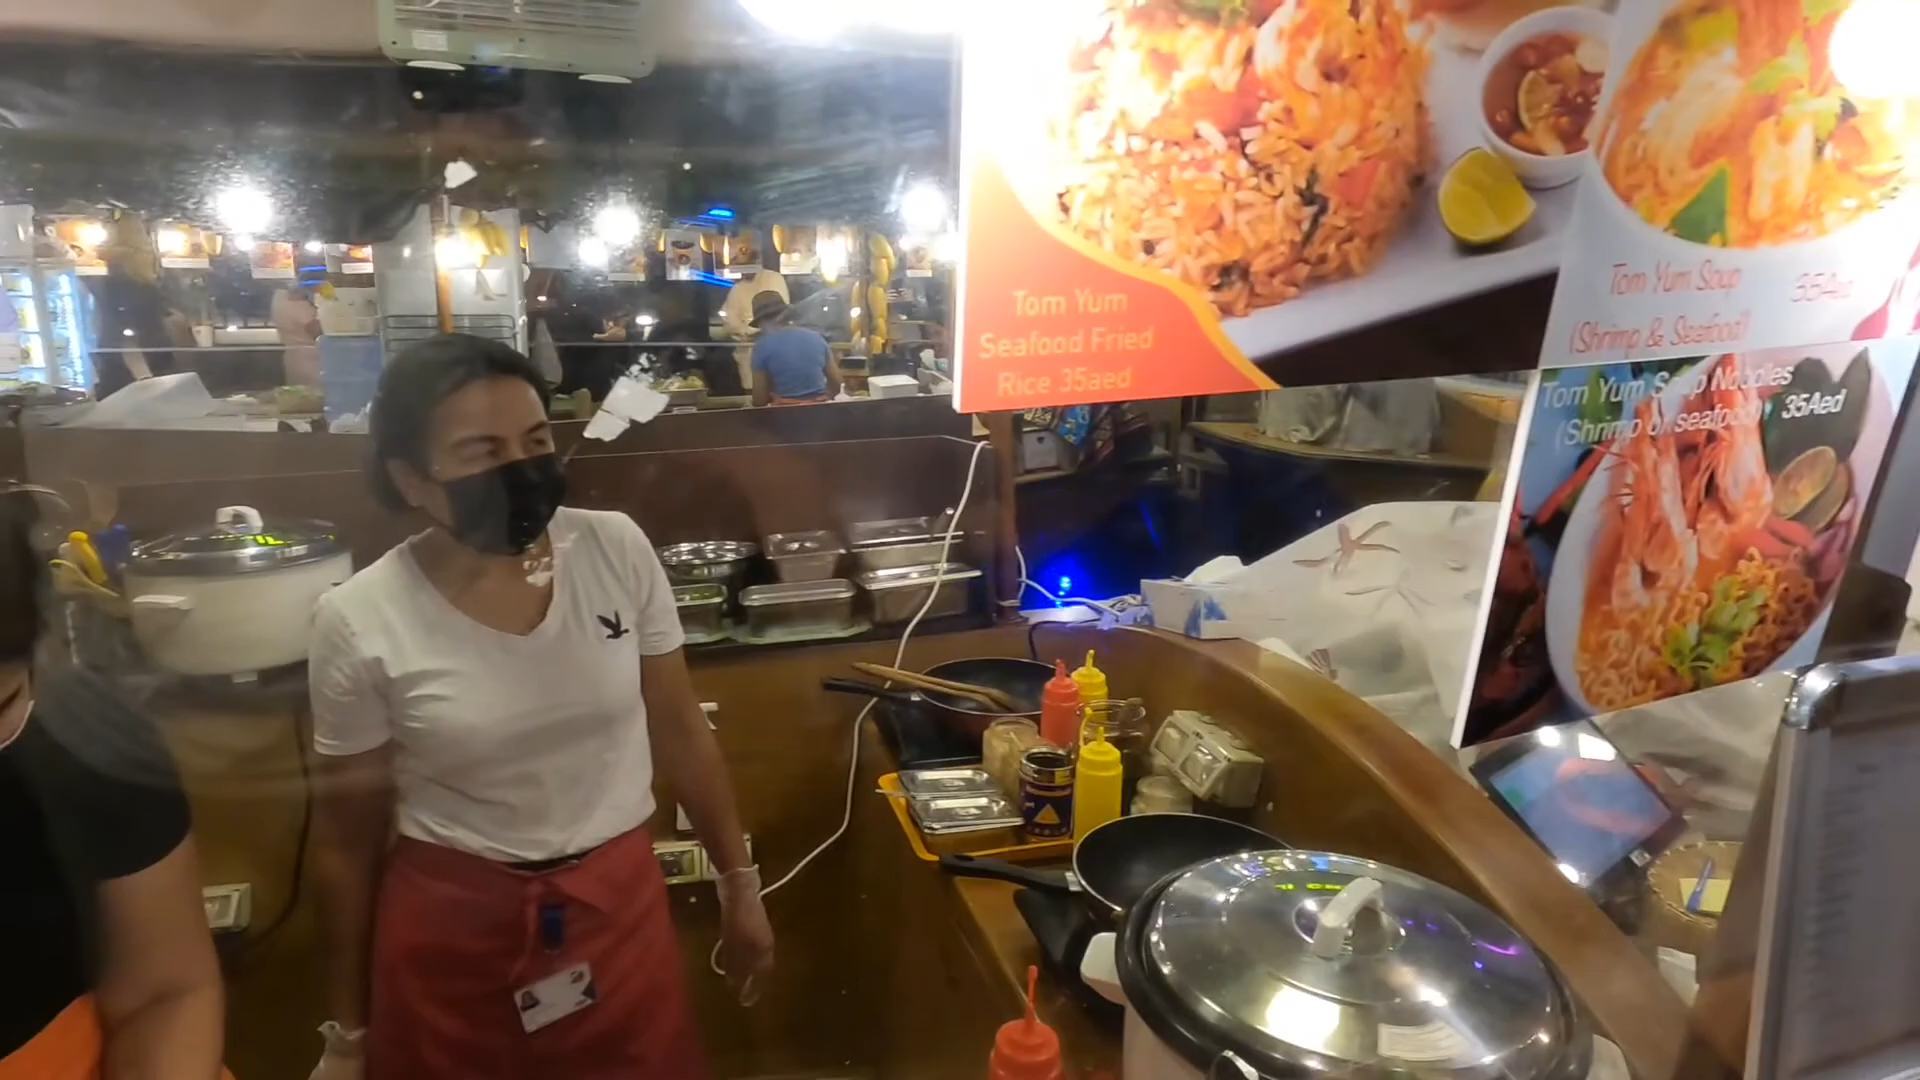 Tom Yum
Seafood Fried
Rice 35aed
Tom Yum Soup 35Aed
(Shrimp & Seafood)
Tom Yum Soup Noodles
(Shrimp or seafood) 35Aed